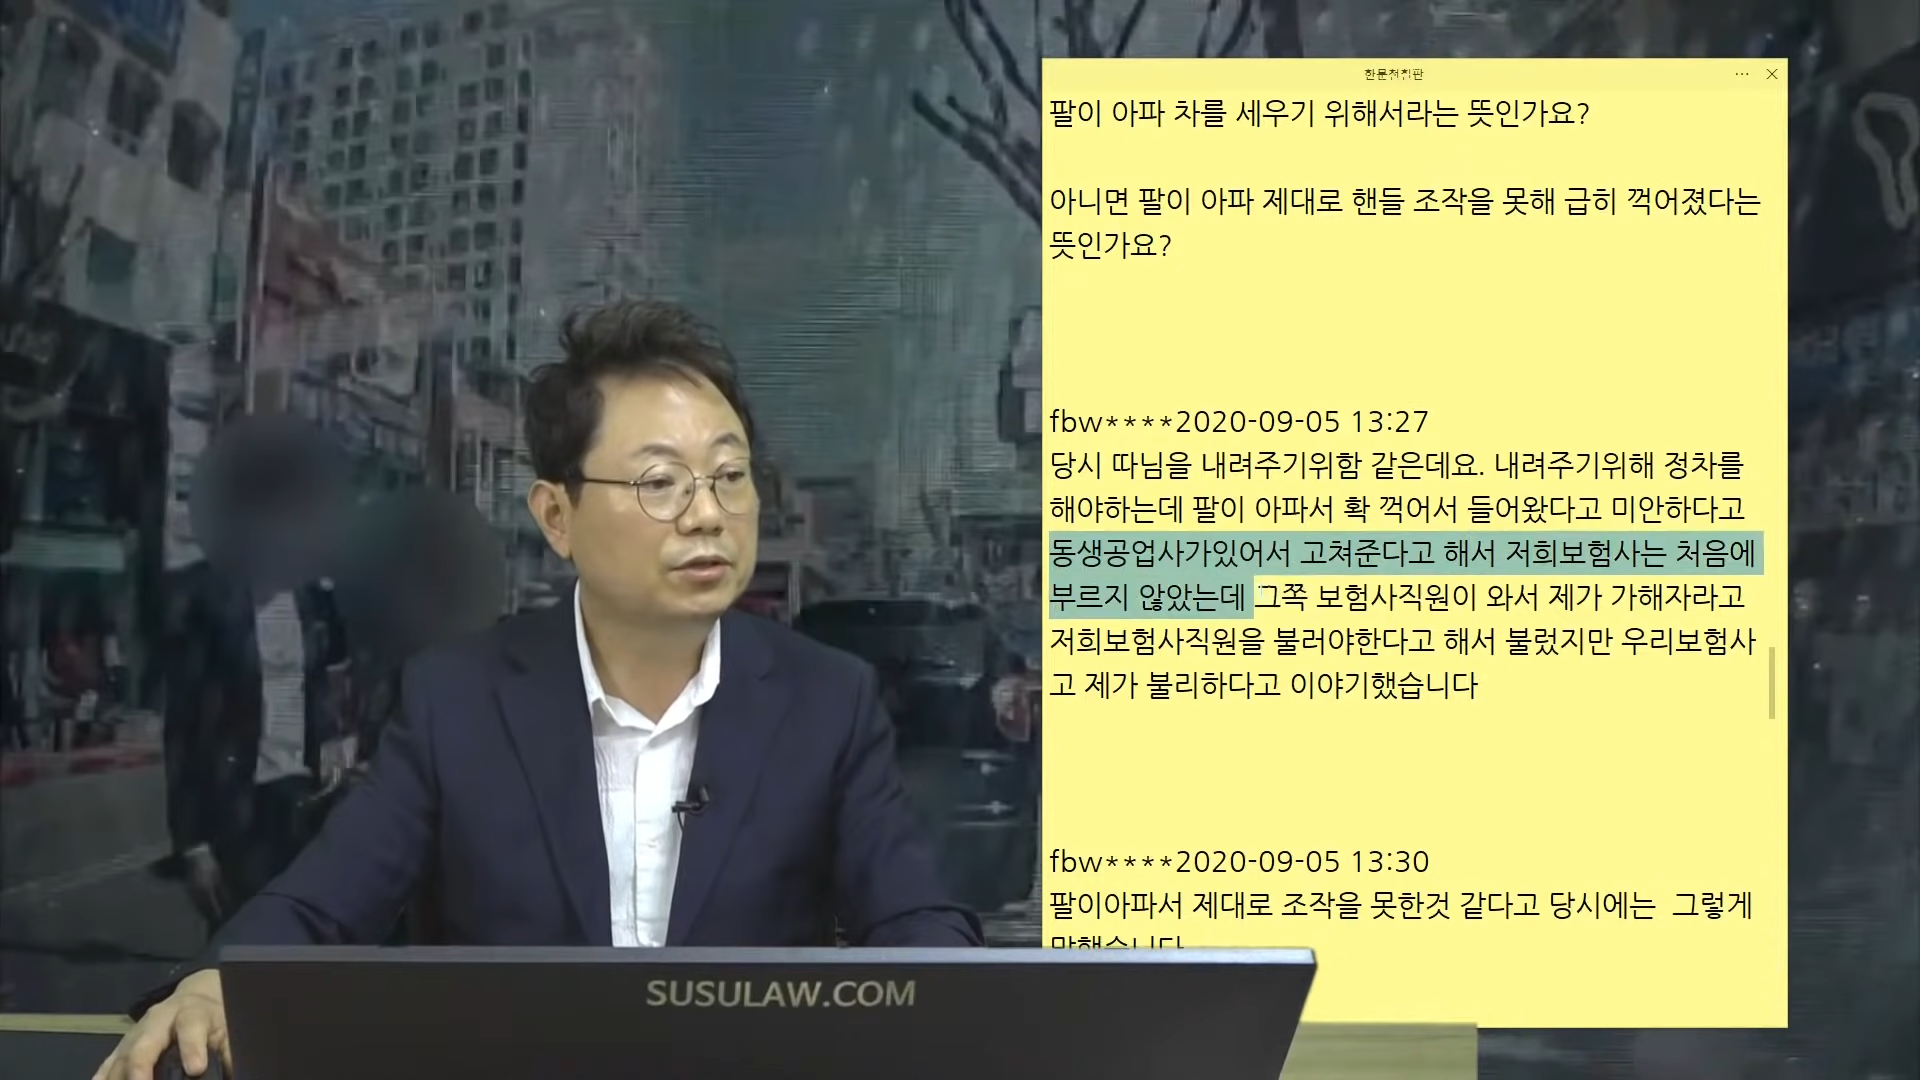 한문철칠판
팔이 아파 차를 세우기 위해서라는 뜻인가요?
아니면 팔이 아파 제대로 핸들 조작을 못해 급히 꺽어졌다는
뜻인가요?
fbw****2020-09-05 13:27
당시 따님을 내려주기위함 같은데요. 내려주기위해 정차를
해야하는데 팔이 아파서 확 꺽어서 들어왔다고 미안하다고
동생공업사가있어서 고쳐준다고 해서 저희보험사는 처음에
부르지 않았는데 그쪽 보험사직원이 와서 제가 가해자라고
저희보험사직원을 불러야한다고 해서 불렀지만 우리보험사
고 제가 불리하다고 이야기했습니다
fbw****2020-09-05 13:30
팔이아파서 제대로 조작을 못한것 같다고 당시에는 그렇게
SUSULAW.COM